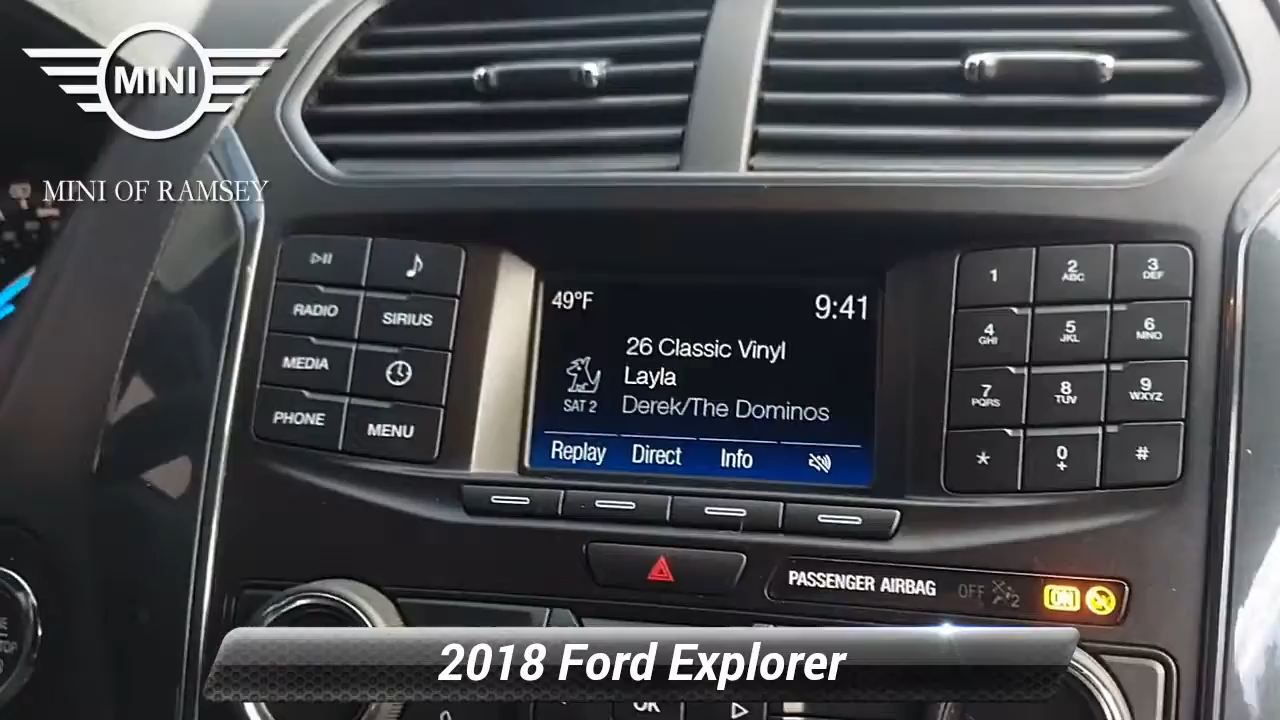 MINI
MINI OF RAMSEY
RADIO
SIRIUS
MEDIA
PHONE
MENU
49°F
9:41
26 Classic Vinyl
Layla
SAT 2
Derek/The Dominos
Replay Direct Info
1 2 ABC 3 DEF
4 GHI 5 JKL 6 MNO
7 PQRS 8 TUV 9 WXYZ
* 0 + #
PASSENGER AIRBAG OFF 2 ON
2018 Ford Explorer
OK